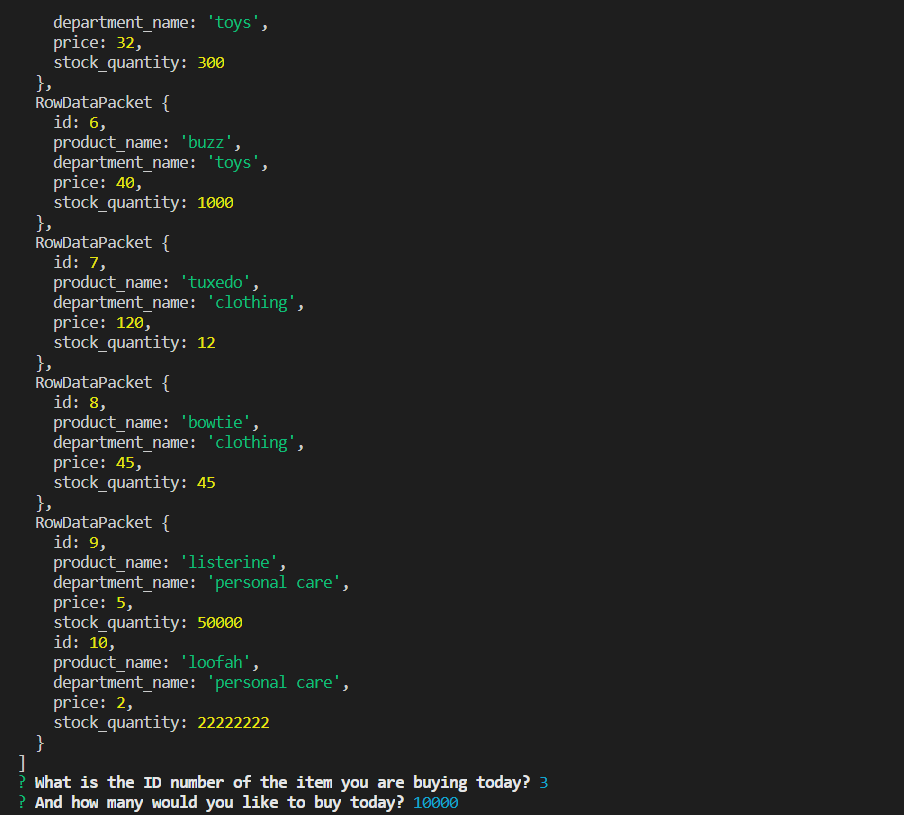 department_name: 'toys',
    price: 32,
    stock_quantity: 300
  },
  RowDataPacket {
    id: 6,
    product_name: 'buzz',
    department_name: 'toys',
    price: 40,
    stock_quantity: 1000
  },
  RowDataPacket {
    id: 7,
    product_name: 'tuxedo',
    department_name: 'clothing',
    price: 120,
    stock_quantity: 12
  },
  RowDataPacket {
    id: 8,
    product_name: 'bowtie',
    department_name: 'clothing',
    price: 45,
    stock_quantity: 45
  },
  RowDataPacket {
    id: 9,
    product_name: 'listerine',
    department_name: 'personal care',
    price: 5,
    stock_quantity: 50000
    id: 10,
    product_name: 'loofah',
    department_name: 'personal care',
    price: 2,
    stock_quantity: 22222222
  }
]
? What is the ID number of the item you are buying today? 3
? And how many would you like to buy today? 10000